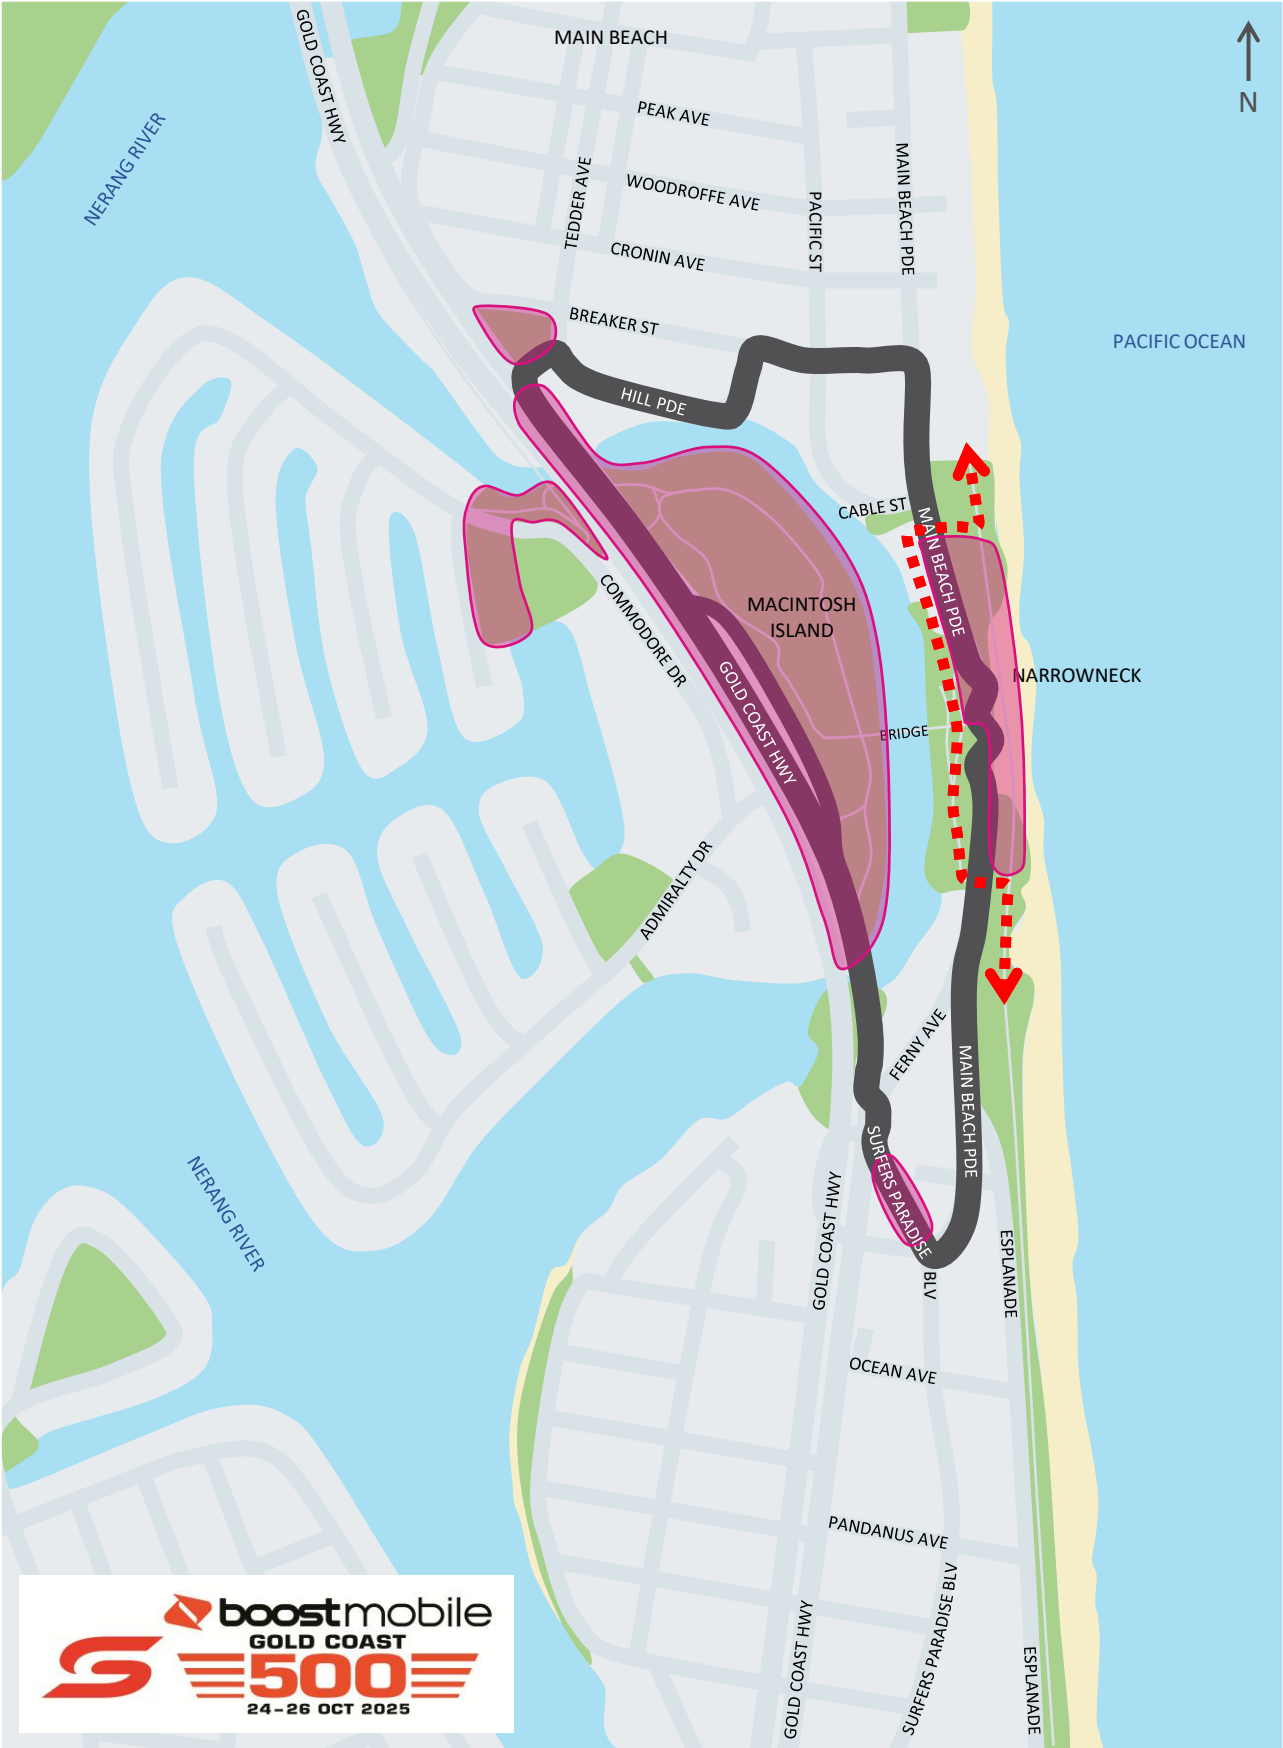 GOLD COAST HWY
MAIN BEACH
N
PEAK AVE
NERANG RIVER
WOODROFFE AVE
TEDDER AVE
PACIFIC ST
MAIN BEACH PDE
CRONIN AVE
BREAKER ST
PACIFIC OCEAN
HILL PDE
CABLE ST
MAIN BEACH PDE
MACINTOSH
ISLAND
COMMODORE DR
NARROWNECK
GOLD COAST HWY
BRIDGE
ADMIRALTY DR
FERNY AVE
MAIN BEACH PDE
SURFERS PARADISE
BLV
NERANG RIVER
GOLD COAST HWY
ESPLANADE
OCEAN AVE
PANDANUS AVE
SURFERS PARADISE BLV
GOLD COAST HWY
ESPLANADE
boostmobile
GOLD COAST
500
24-26 OCT 2025